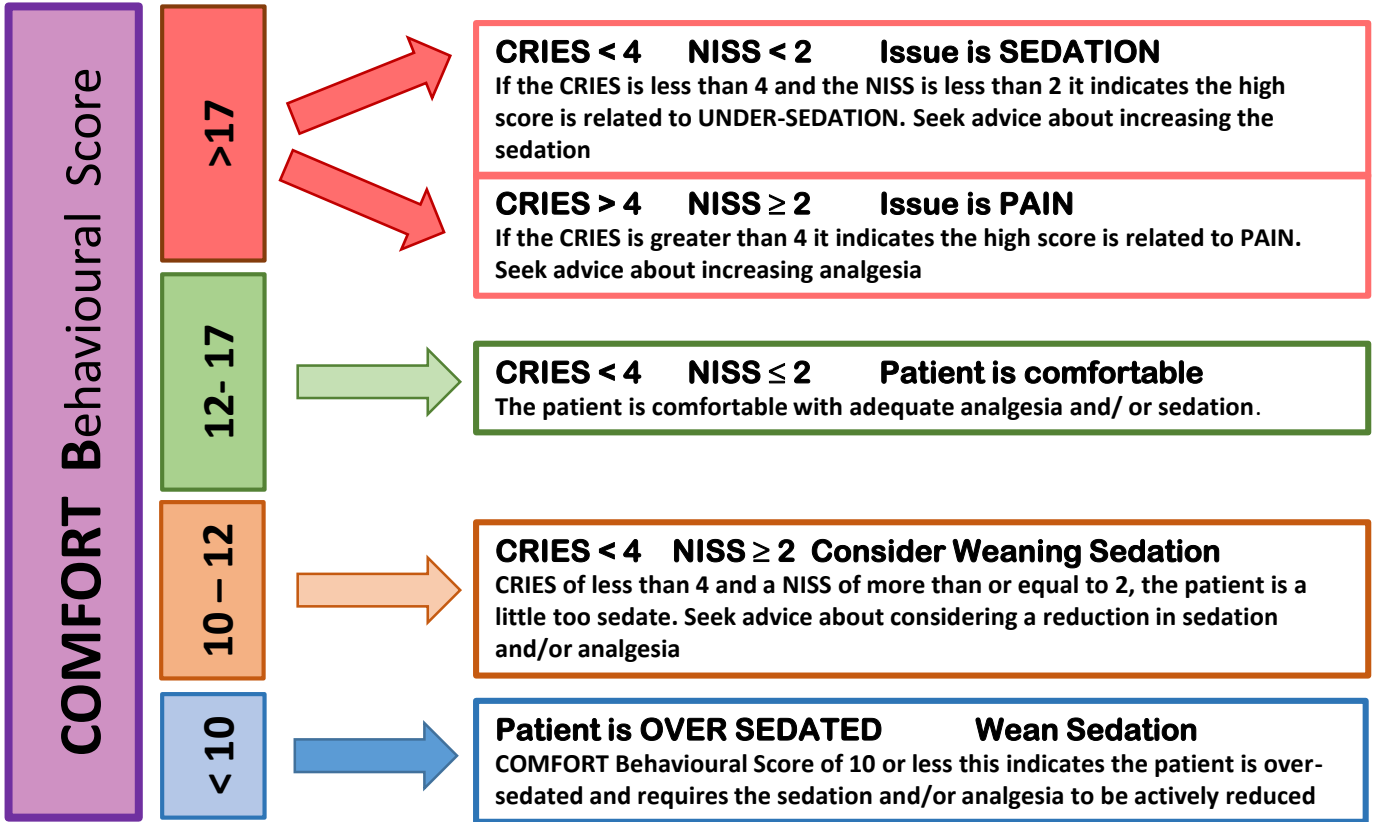 COMFORT Behavioural Score
>17
CRIES < 4 NISS < 2 Issue is SEDATION
If the CRIES is less than 4 and the NISS is less than 2 it indicates the high
score is related to UNDER-SEDATION. Seek advice about increasing the
sedation
CRIES > 4 NISS ≥ 2 Issue is PAIN
If the CRIES is greater than 4 it indicates the high score is related to PAIN.
Seek advice about increasing analgesia
12- 17
CRIES < 4 NISS ≤ 2 Patient is comfortable
The patient is comfortable with adequate analgesia and/ or sedation.
10 – 12
CRIES < 4 NISS ≥ 2 Consider Weaning Sedation
CRIES of less than 4 and a NISS of more than or equal to 2, the patient is a
little too sedate. Seek advice about considering a reduction in sedation
and/or analgesia
< 10
Patient is OVER SEDATED Wean Sedation
COMFORT Behavioural Score of 10 or less this indicates the patient is over-
sedated and requires the sedation and/or analgesia to be actively reduced